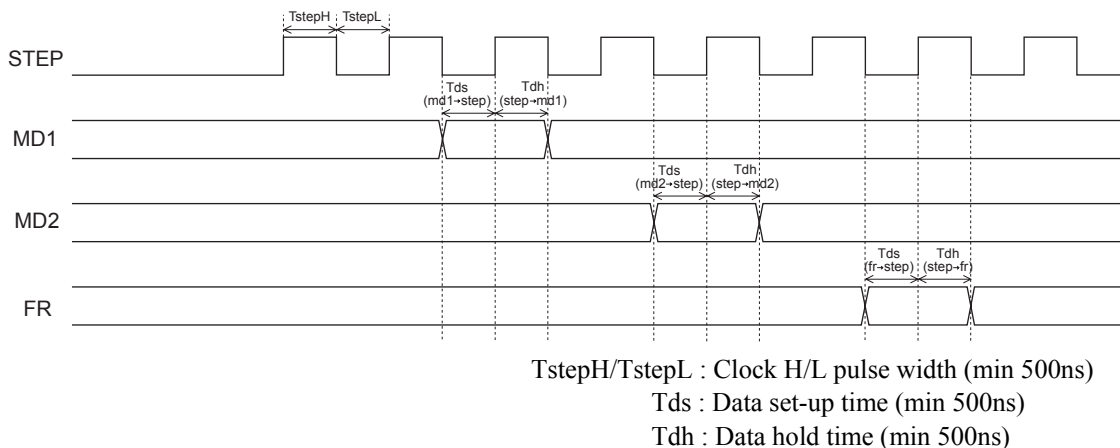 TstepH TstepL
STEP
Tds Tdh
(md1→step) (step→md1)
MD1
Tds Tdh
(md2→step) (step→md2)
MD2
Tds Tdh
(fr→step) (step→fr)
FR
TstepH/TstepL : Clock H/L pulse width (min 500ns)
Tds : Data set-up time (min 500ns)
Tdh : Data hold time (min 500ns)